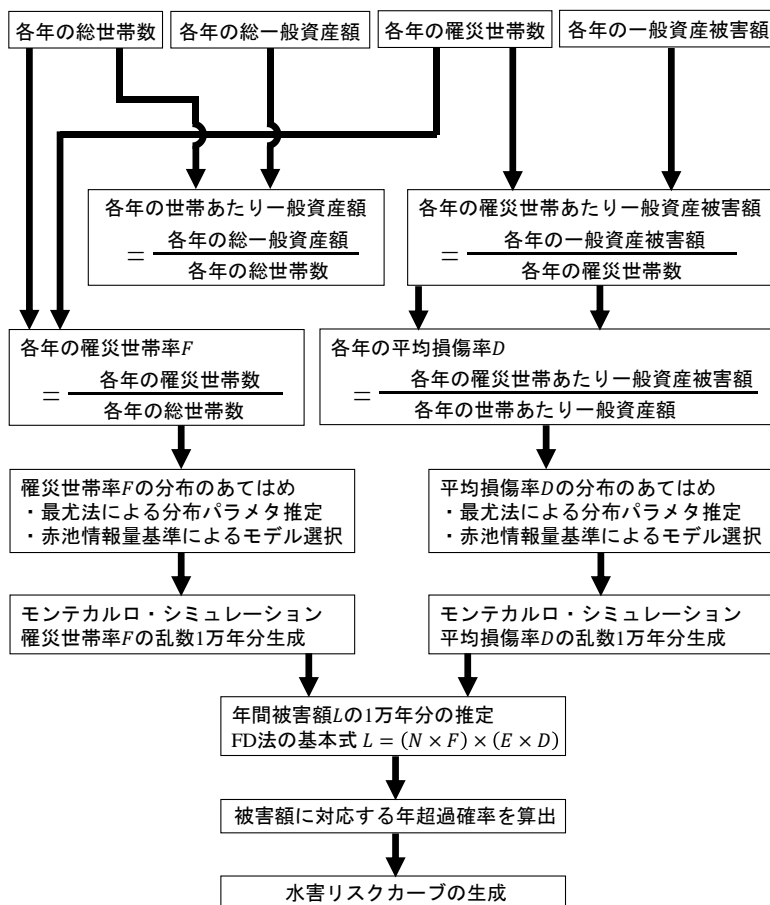 各年の総世帯数
各年の総一般資産額
各年の罹災世帯数
各年の一般資産被害額
各年の世帯あたり一般資産額
= 各年の総一般資産額
各年の総世帯数
各年の罹災世帯あたり一般資産被害額
= 各年の一般資産被害額
各年の罹災世帯数
各年の罹災世帯率F
= 各年の罹災世帯数
各年の総世帯数
各年の平均損傷率D
= 各年の罹災世帯あたり一般資産被害額
各年の世帯あたり一般資産額
罹災世帯率Fの分布のあてはめ
・最尤法による分布パラメタ推定
・赤池情報量基準によるモデル選択
平均損傷率Dの分布のあてはめ
・最尤法による分布パラメタ推定
・赤池情報量基準によるモデル選択
モンテカルロ・シミュレーション
罹災世帯率Fの乱数1万年分生成
モンテカルロ・シミュレーション
平均損傷率Dの乱数1万年分生成
年間被害額Lの1万年分の推定
FD法の基本式 L = (N × F) × (E × D)
被害額に対応する年超過確率を算出
水害リスクカーブの生成